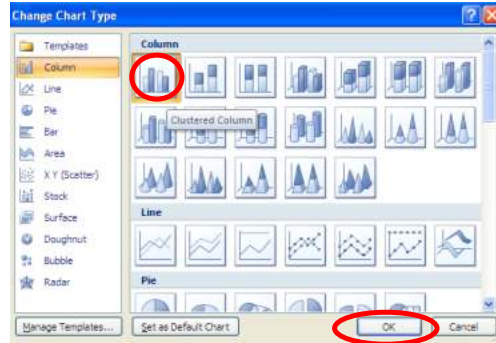 Change Chart Type
Templates
Column
Line
Pie
Bar
Area
X Y (Scatter)
Stock
Surface
Doughnut
Bubble
Radar
Column
Clustered Column
Line
Pie
Manage Templates...
Set as Default Chart
OK
Cancel